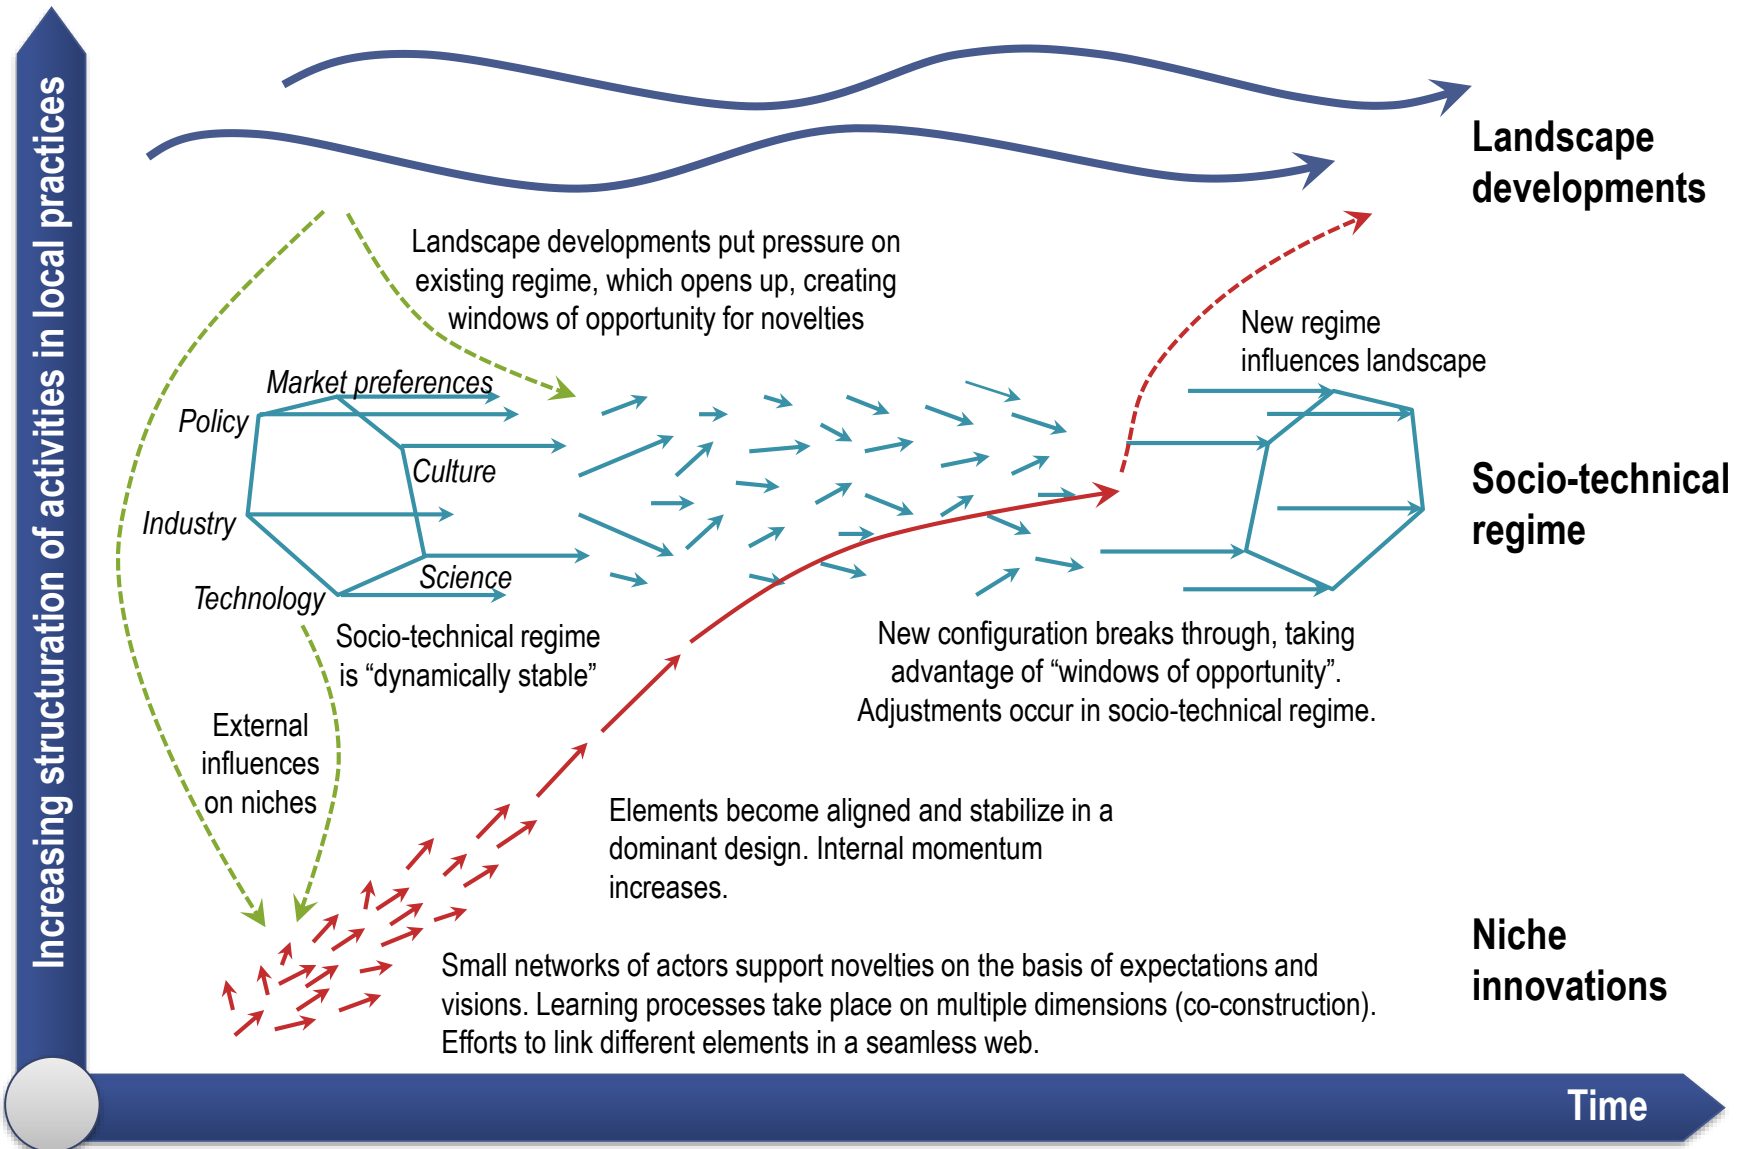 Increasing structuration of activities in local practices
Landscape
developments
Landscape developments put pressure on
existing regime, which opens up, creating
windows of opportunity for novelties
New regime
influences landscape
Market preferences
Policy
Culture
Industry
Science
Technology
Socio-technical
regime
Socio-technical regime
is “dynamically stable”
New configuration breaks through, taking
advantage of “windows of opportunity”.
Adjustments occur in socio-technical regime.
External
influences
on niches
Elements become aligned and stabilize in a
dominant design. Internal momentum
increases.
Niche
innovations
Small networks of actors support novelties on the basis of expectations and
visions. Learning processes take place on multiple dimensions (co-construction).
Efforts to link different elements in a seamless web.
Time